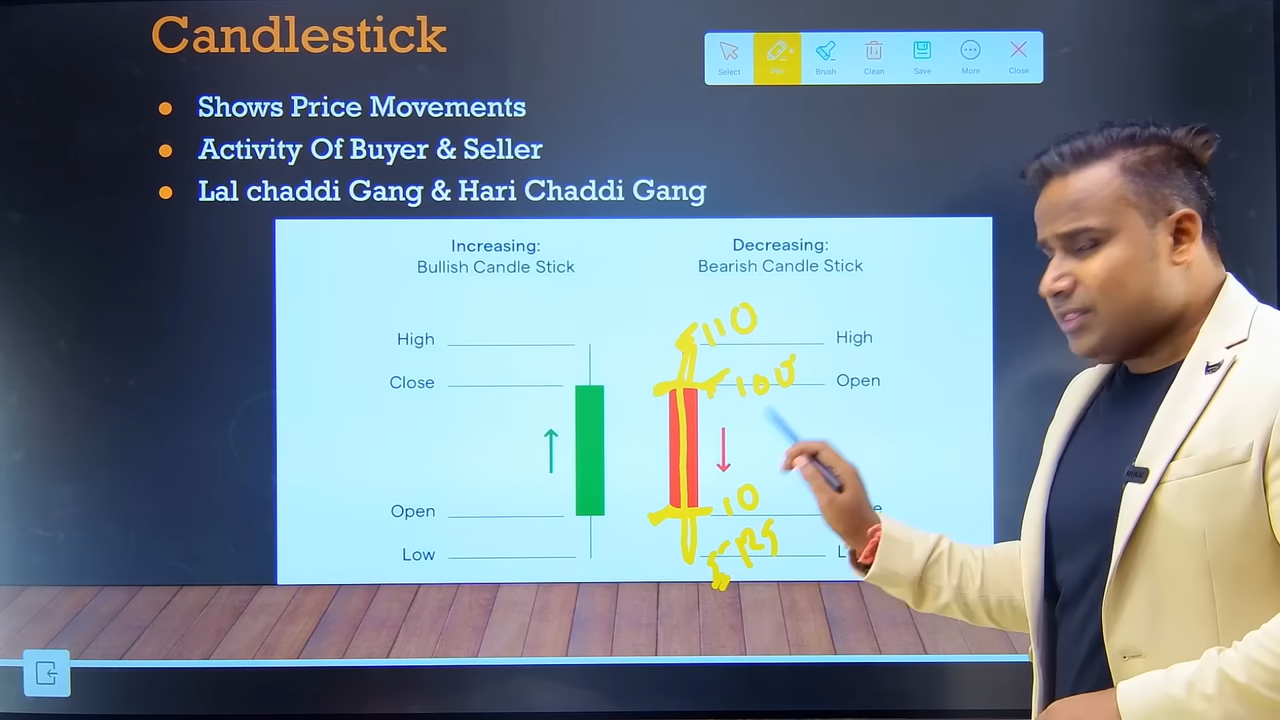 Candlestick
Select
Pen
Brush
Clean
Save
More
Close
Shows Price Movements
Activity Of Buyer & Seller
Lal chaddi Gang & Hari Chaddi Gang
Increasing:
Bullish Candle Stick
Decreasing:
Bearish Candle Stick
High
110
High
Close
100
Open
Open
10
Low